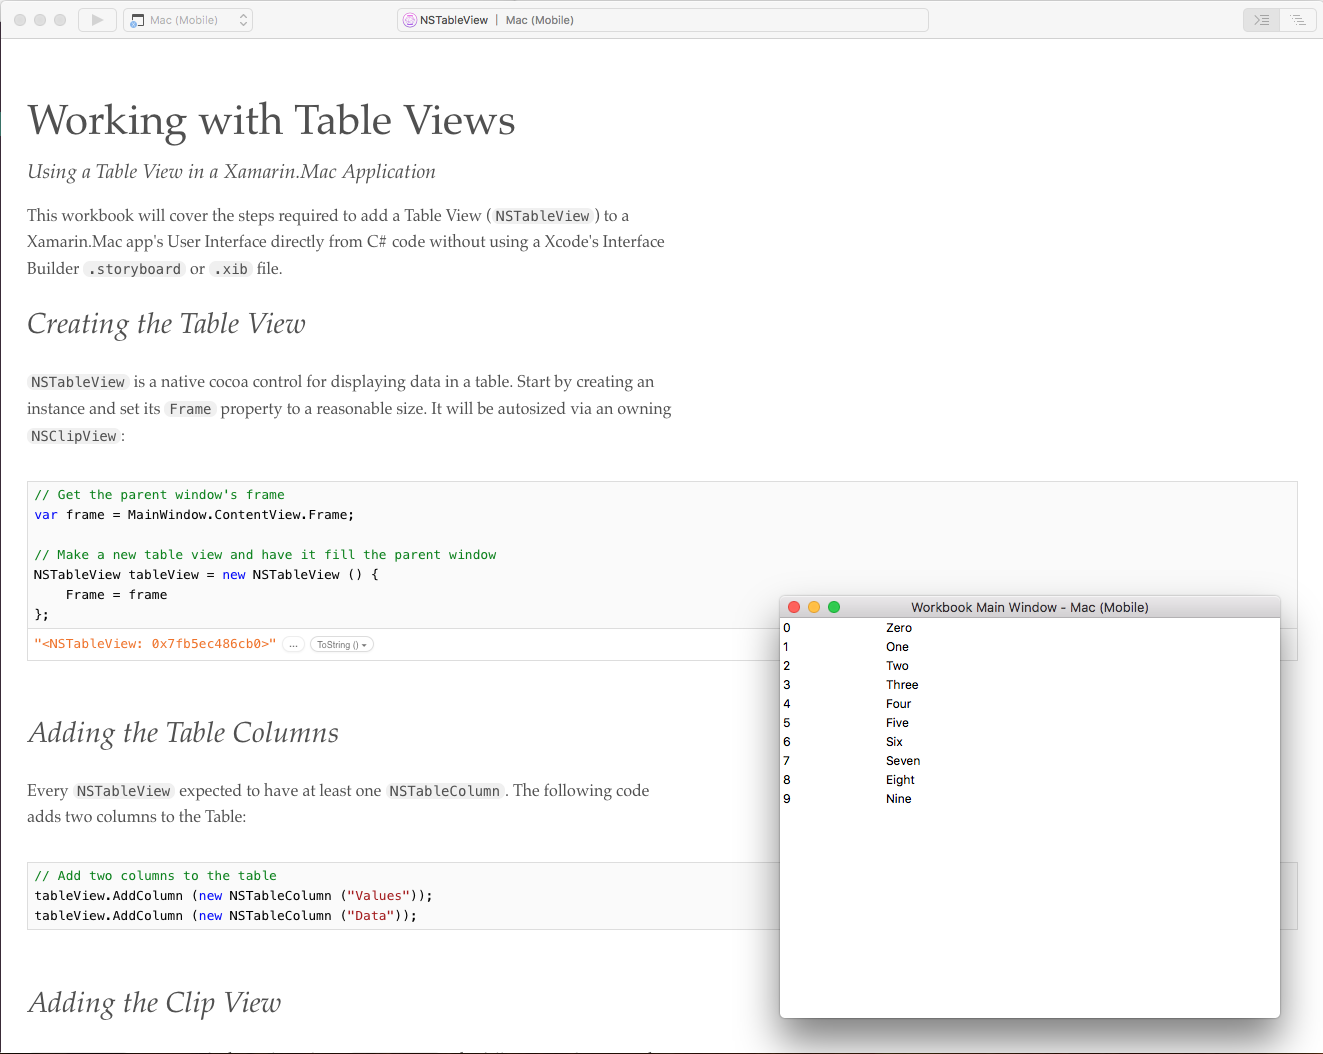 Mac (Mobile)
NSTableView | Mac (Mobile)
Working with Table Views
Using a Table View in a Xamarin.Mac Application
This workbook will cover the steps required to add a Table View ( NSTableView ) to a
Xamarin.Mac app's User Interface directly from C# code without using a Xcode's Interface
Builder .storyboard or .xib file.
Creating the Table View
NSTableView is a native cocoa control for displaying data in a table. Start by creating an
instance and set its Frame property to a reasonable size. It will be autosized via an owning
NSClipView :
// Get the parent window's frame
var frame = MainWindow.ContentView.Frame;
// Make a new table view and have it fill the parent window
NSTableView tableView = new NSTableView () {
Frame = frame
};
"<NSTableView: 0x7fb5ec486cb0>" ... ToString ()
Adding the Table Columns
Every NSTableView expected to have at least one NSTableColumn . The following code
adds two columns to the Table:
// Add two columns to the table
tableView.AddColumn (new NSTableColumn ("Values"));
tableView.AddColumn (new NSTableColumn ("Data"));
Adding the Clip View
Workbook Main Window - Mac (Mobile)
0 Zero
1 One
2 Two
3 Three
4 Four
5 Five
6 Six
7 Seven
8 Eight
9 Nine